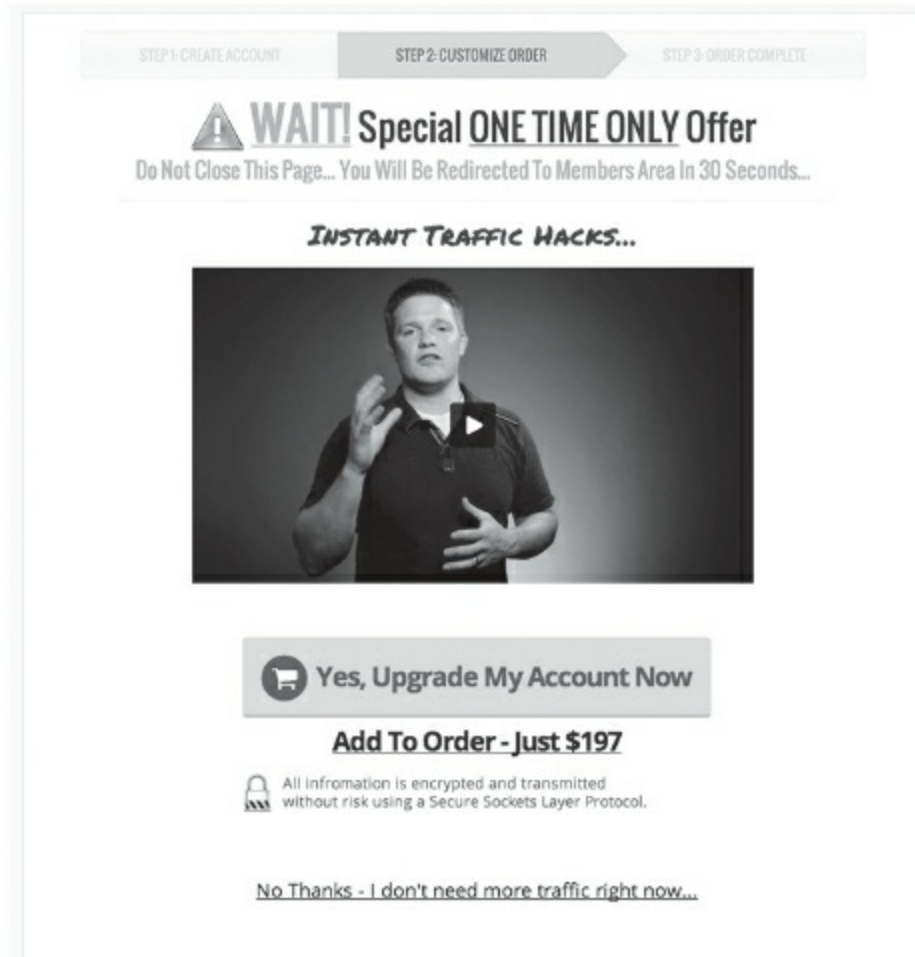 STEP 1: CREATE ACCOUNT
STEP 2: CUSTOMIZE ORDER
STEP 3: ORDER COMPLETE
WAIT! Special ONE TIME ONLY Offer
Do Not Close This Page... You Will Be Redirected To Members Area In 30 Seconds...
INSTANT TRAFFIC HACKS...
Yes, Upgrade My Account Now
Add To Order - Just $197
All infromation is encrypted and transmitted
without risk using a Secure Sockets Layer Protocol.
No Thanks - I don't need more traffic right now...